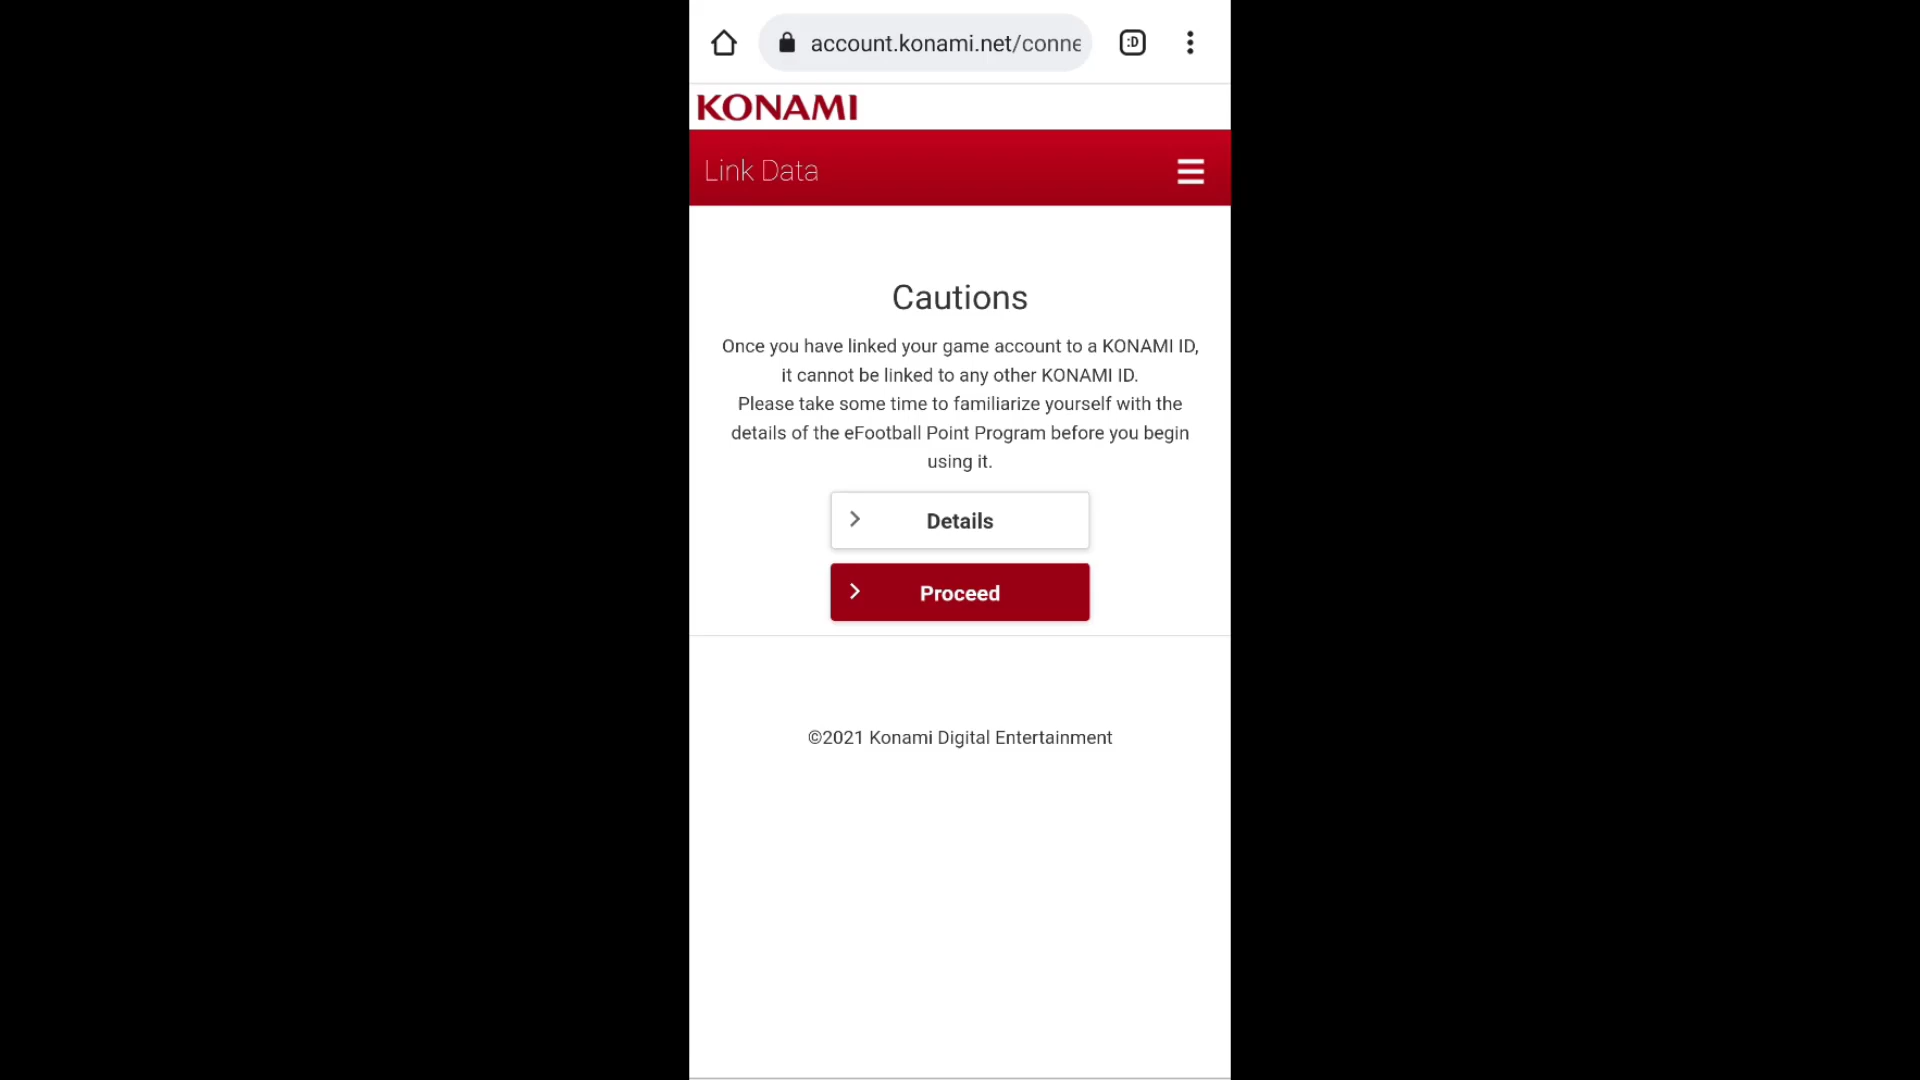 account.konami.net/conne
:D
KONAMI
Link Data
Cautions
Once you have linked your game account to a KONAMI ID,
it cannot be linked to any other KONAMI ID.
Please take some time to familiarize yourself with the
details of the eFootball Point Program before you begin
using it.
Details
Proceed
©2021 Konami Digital Entertainment